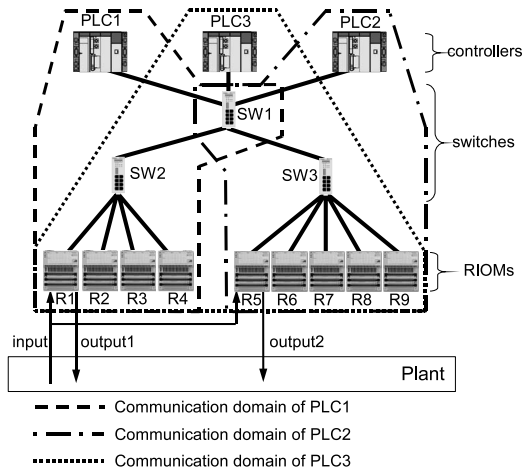 PLC1 PLC3 PLC2
controllers
SW1
switches
SW2 SW3
RIOMs
R1 R2 R3 R4 R5 R6 R7 R8 R9
input output1 output2
Plant
Communication domain of PLC1
Communication domain of PLC2
Communication domain of PLC3